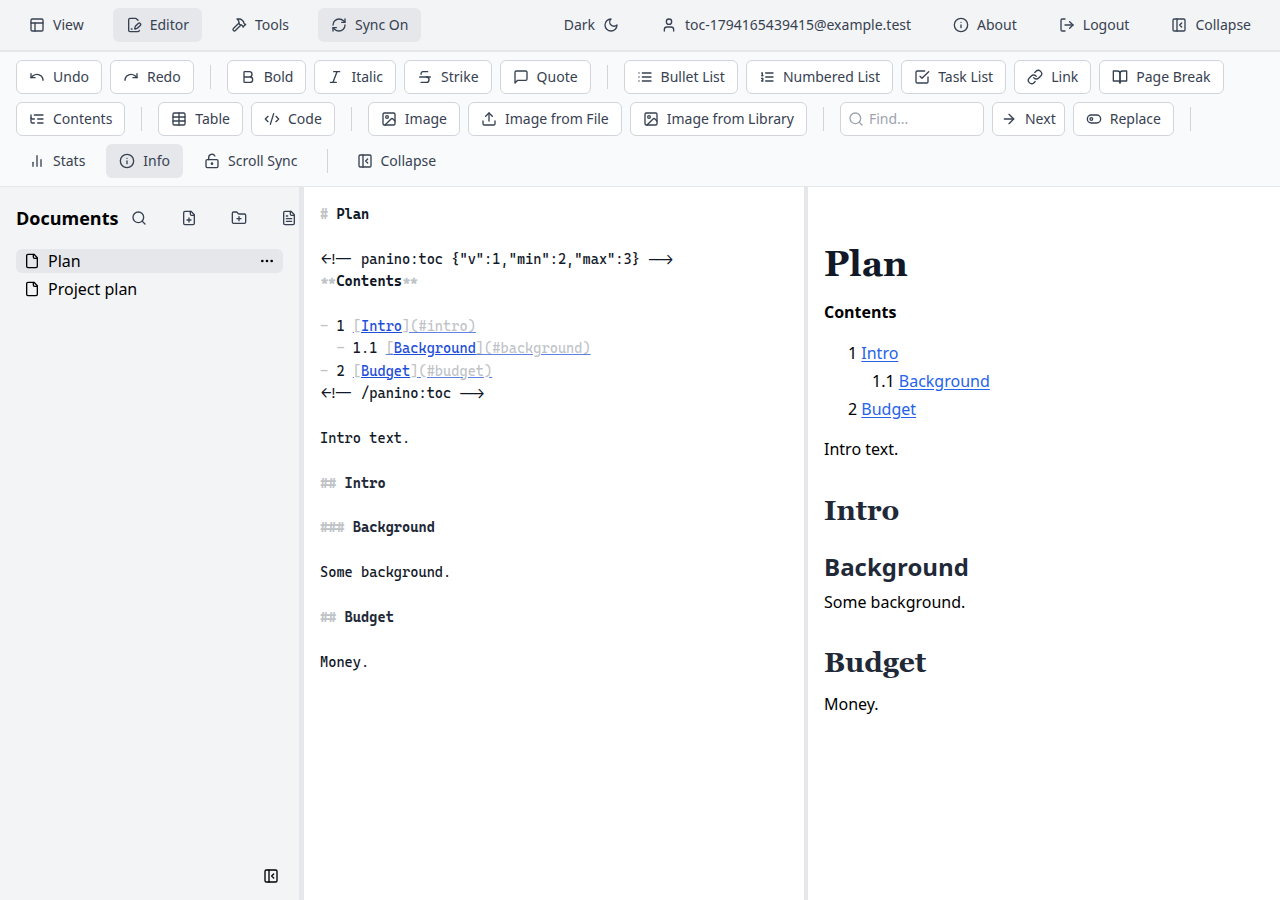 View Editor Tools Sync On Dark toc-1794165439415@example.test About Logout Collapse
Undo Redo Bold Italic Strike Quote Bullet List Numbered List Task List Link Page Break
Contents Table Code Image Image from File Image from Library Find... Next Replace
Stats Info Scroll Sync Collapse
Documents
Plan
Project plan
# Plan
<!-- panino:toc {"v":1,"min":2,"max":3} -->
**Contents**
- 1 [Intro](#intro)
- 1.1 [Background](#background)
- 2 [Budget](#budget)
<!-- /panino:toc -->
Intro text.
## Intro
### Background
Some background.
## Budget
Money.
Plan
Contents
1 Intro
1.1 Background
2 Budget
Intro text.
Intro
Background
Some background.
Budget
Money.